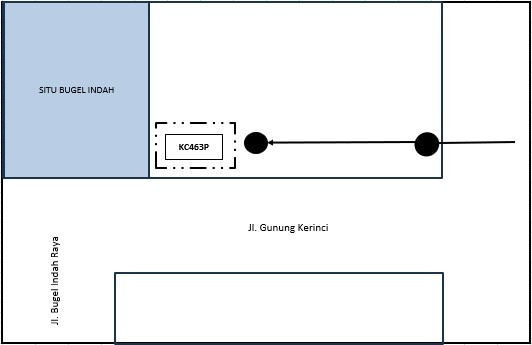 SITU BUGEL INDAH
KC463P
Jl. Gunung Kerinci
Jl. Bugel Indah Raya